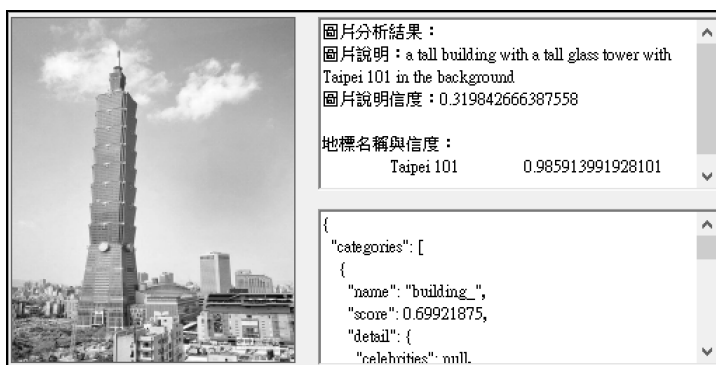 圖片分析結果：
圖片說明：a tall building with a tall glass tower with
Taipei 101 in the background
圖片說明信度：0.319842666387558
地標名稱與信度：
Taipei 101 0.985913991928101
{
"categories": [
{
"name": "building_",
"score": 0.69921875,
"detail": {
"celebrities": null,